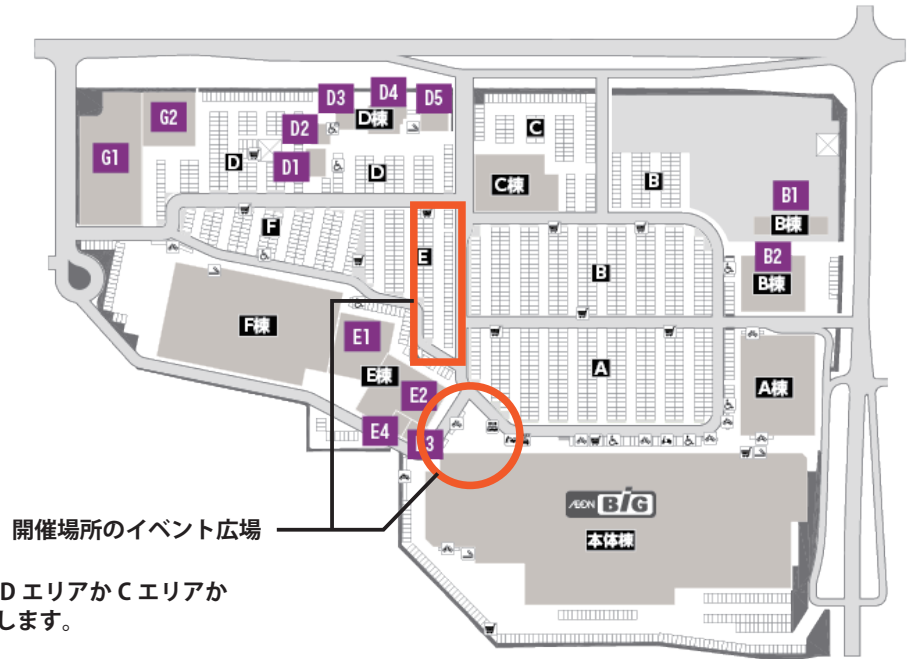 D3
D4
D5
G2
D棟
D2
C
G1
D
D1
D
C棟
B
B1
B棟
F
E
B2
B
B棟
F棟
E1
A
E棟
A棟
E2
E4
E3
AEON BiG
開催場所のイベント広場
本体棟
D エリアか C エリアか
します。